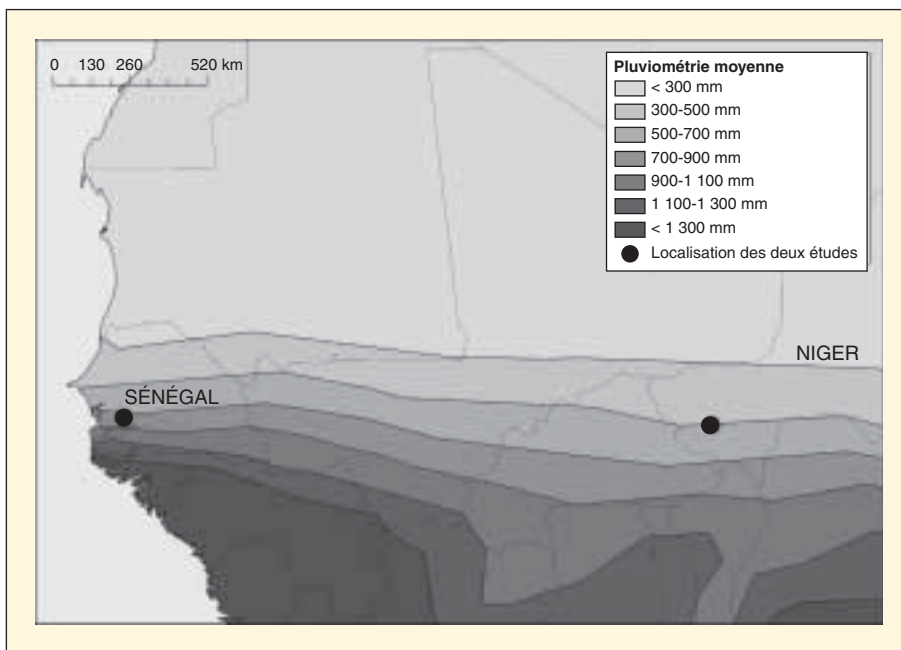 0 130 260 520 km
Pluviométrie moyenne
< 300 mm
300-500 mm
500-700 mm
700-900 mm
900-1 100 mm
1 100-1 300 mm
< 1 300 mm
Localisation des deux études
NIGER
SÉNÉGAL